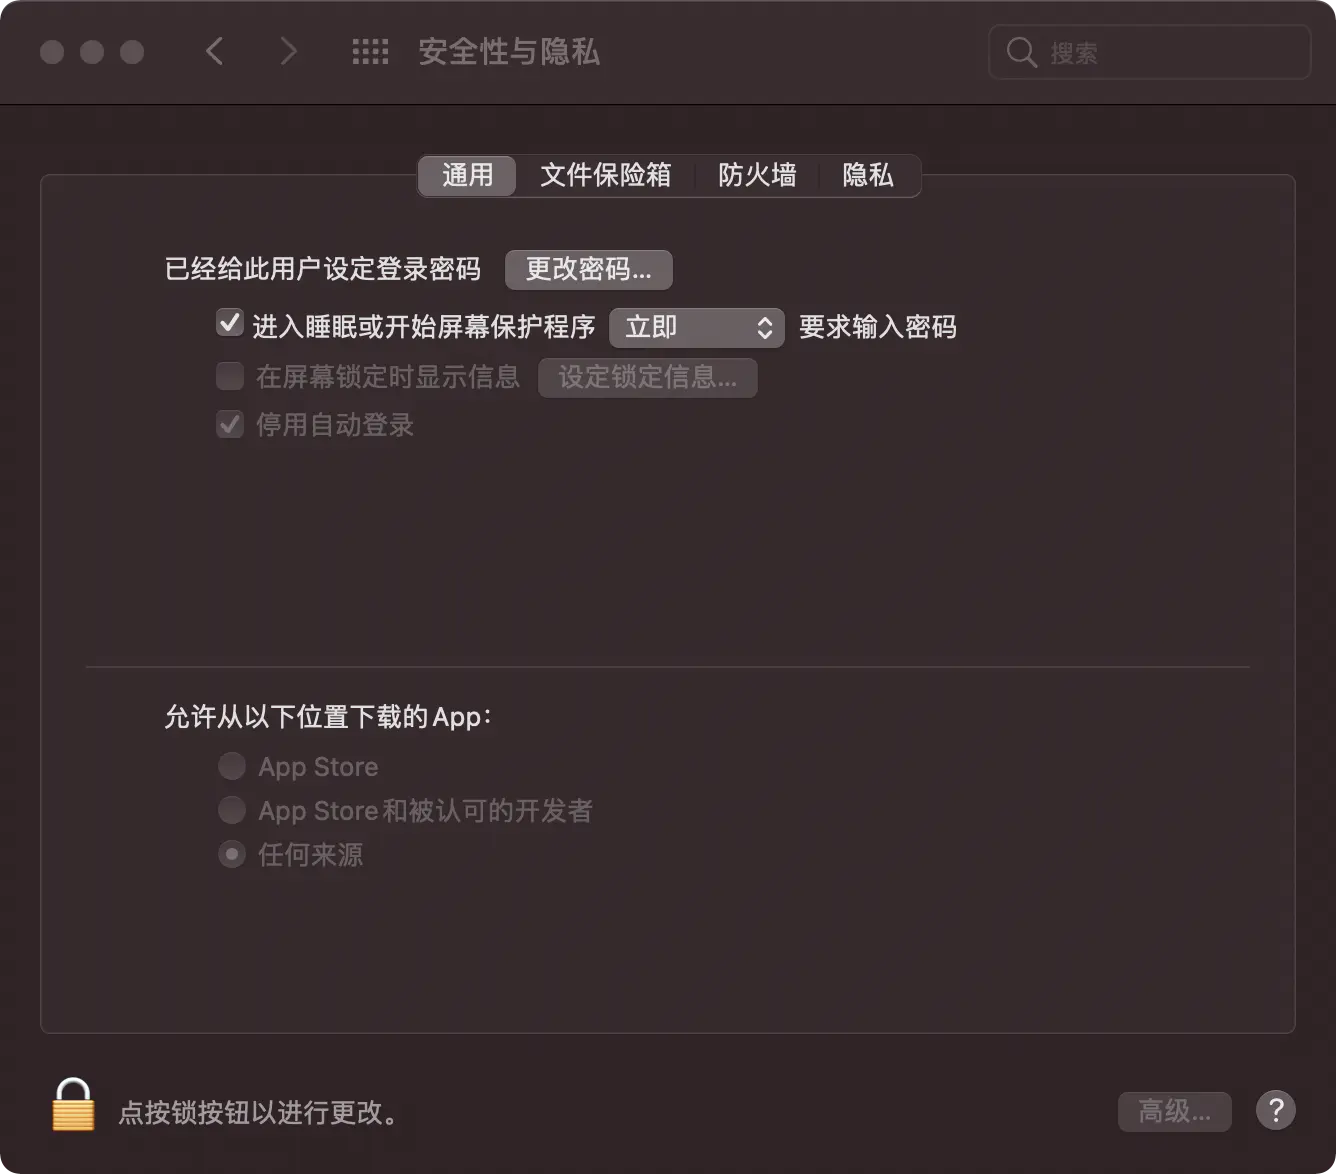 安全性与隐私
搜索
通用 文件保险箱 防火墙 隐私
已经给此用户设定登录密码 更改密码...
进入睡眠或开始屏幕保护程序 立即 要求输入密码
在屏幕锁定时显示信息 设定锁定信息...
停用自动登录
允许从以下位置下载的App:
App Store
App Store和被认可的开发者
任何来源
点按锁按钮以进行更改。
高级... ?